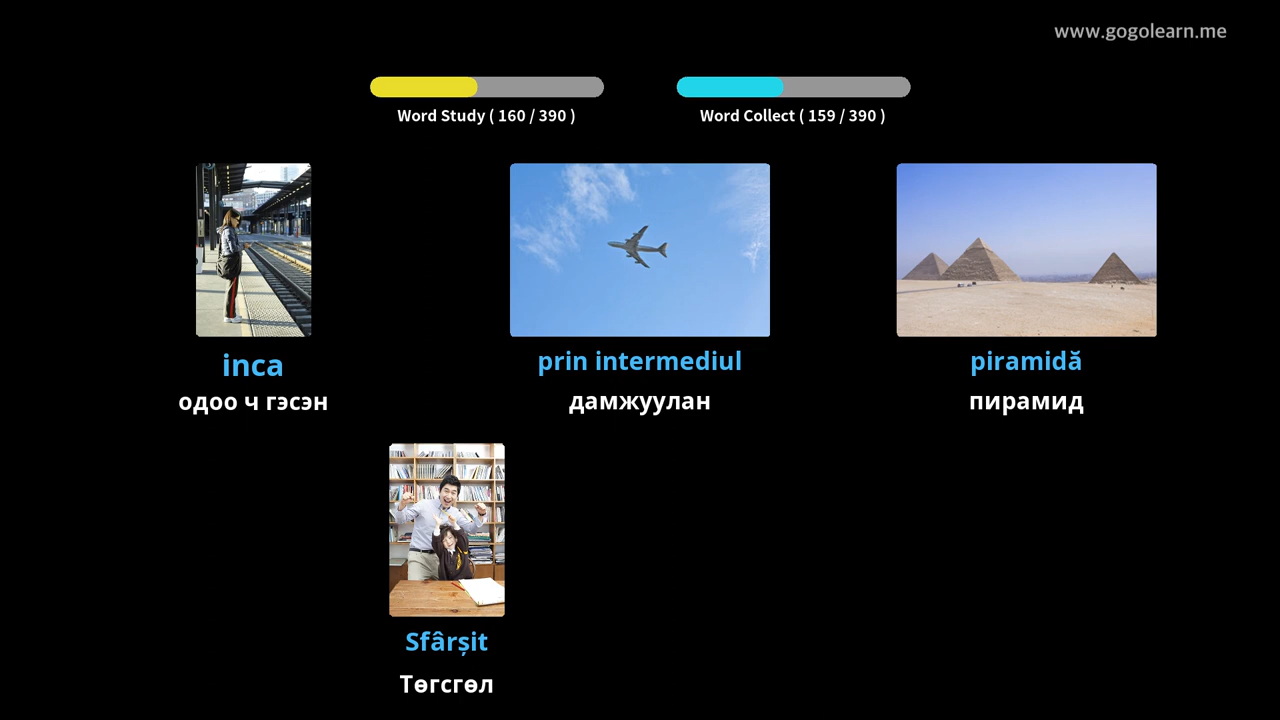 www.gogolearn.me
Word Study ( 160 / 390 )
Word Collect ( 159 / 390 )
inca
одоо ч гэсэн
prin intermediul
дамжуулан
piramidă
пирамид
Sfârșit
Төгсгөл